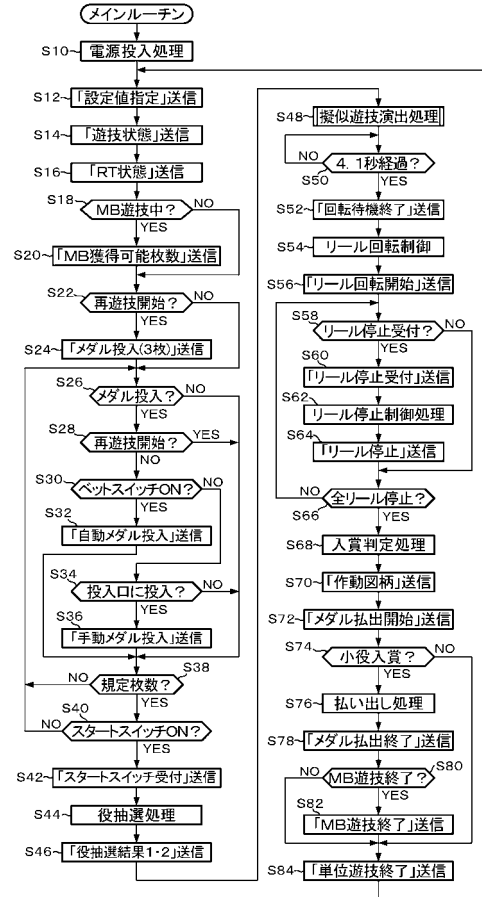 メインルーチン
S10 電源投入処理
S12 「設定値指定」送信
S14 「遊技状態」送信
S16 「RT状態」送信
S18 MB遊技中？ NO
YES
S20 「MB獲得可能枚数」送信
S22 再遊技開始？ NO
YES
S24 「メダル投入(3枚)」送信
S26 メダル投入？ NO
YES
S28 再遊技開始？ YES
NO
S30 ベットスイッチON？ NO
YES
S32 「自動メダル投入」送信
S34 投入口に投入？ NO
YES
S36 「手動メダル投入」送信
S38 規定枚数？ NO
YES
S40 スタートスイッチON？ NO
YES
S42 「スタートスイッチ受付」送信
S44 役抽選処理
S46 「役抽選結果1・2」送信
S48 擬似遊技演出処理
S50 4.1秒経過？ NO
YES
S52 「回転待機終了」送信
S54 リール回転制御
S56 「リール回転開始」送信
S58 リール停止受付？ NO
YES
S60 「リール停止受付」送信
S62 リール停止制御処理
S64 「リール停止」送信
S66 全リール停止？ NO
YES
S68 入賞判定処理
S70 「作動図柄」送信
S72 「メダル払出開始」送信
S74 小役入賞？ NO
YES
S76 払い出し処理
S78 「メダル払出終了」送信
S80 MB遊技終了？ NO
YES
S82 「MB遊技終了」送信
S84 「単位遊技終了」送信